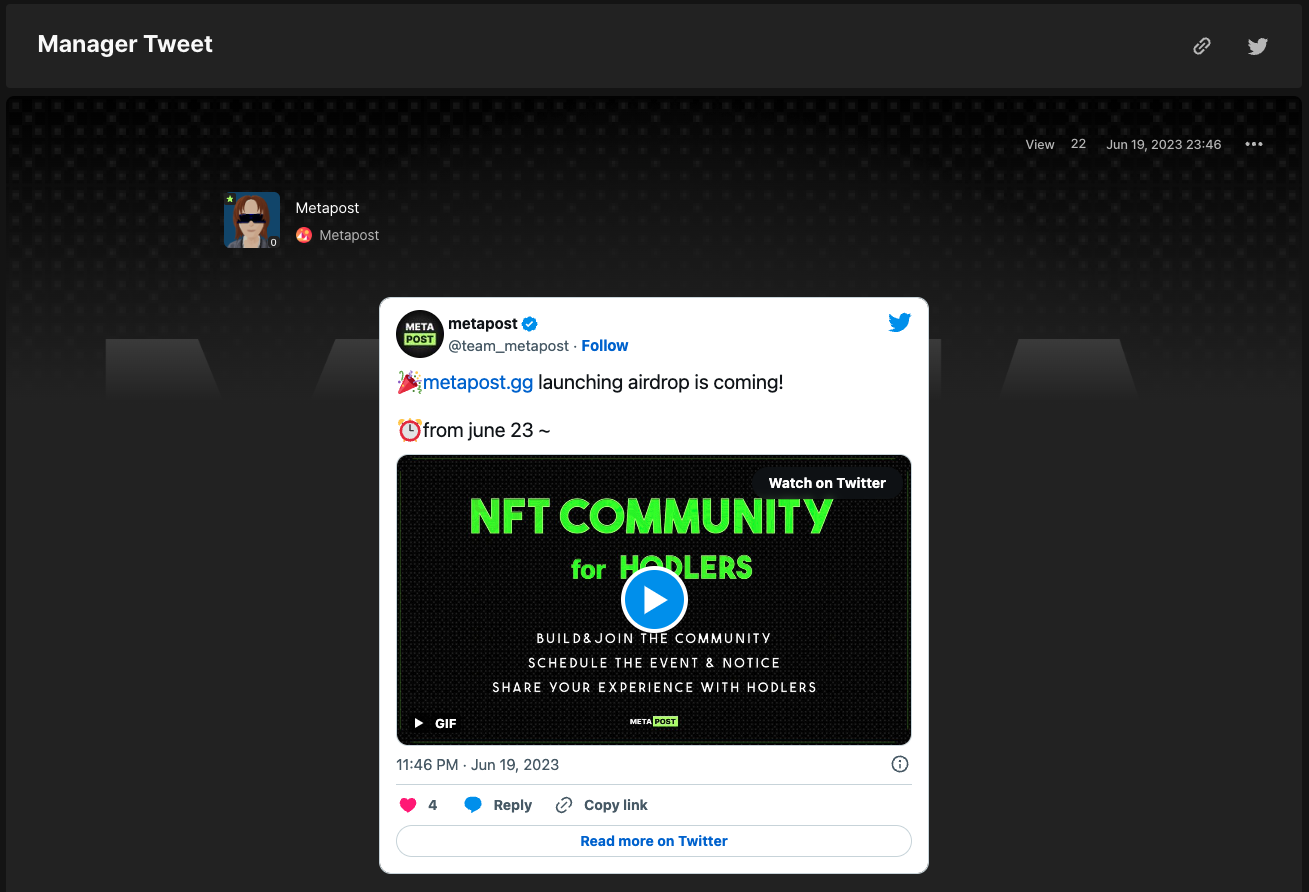 Manager Tweet
View 22 Jun 19, 2023 23:46
Metapost
0
Metapost
META
POST
metapost
@team_metapost · Follow
🎉metapost.gg launching airdrop is coming!
⏰from june 23 ~
Watch on Twitter
NFT COMMUNITY
for HODLERS
BUILD&JOIN THE COMMUNITY
SCHEDULE THE EVENT & NOTICE
SHARE YOUR EXPERIENCE WITH HODLERS
GIF
META POST
11:46 PM · Jun 19, 2023
4 Reply Copy link
Read more on Twitter